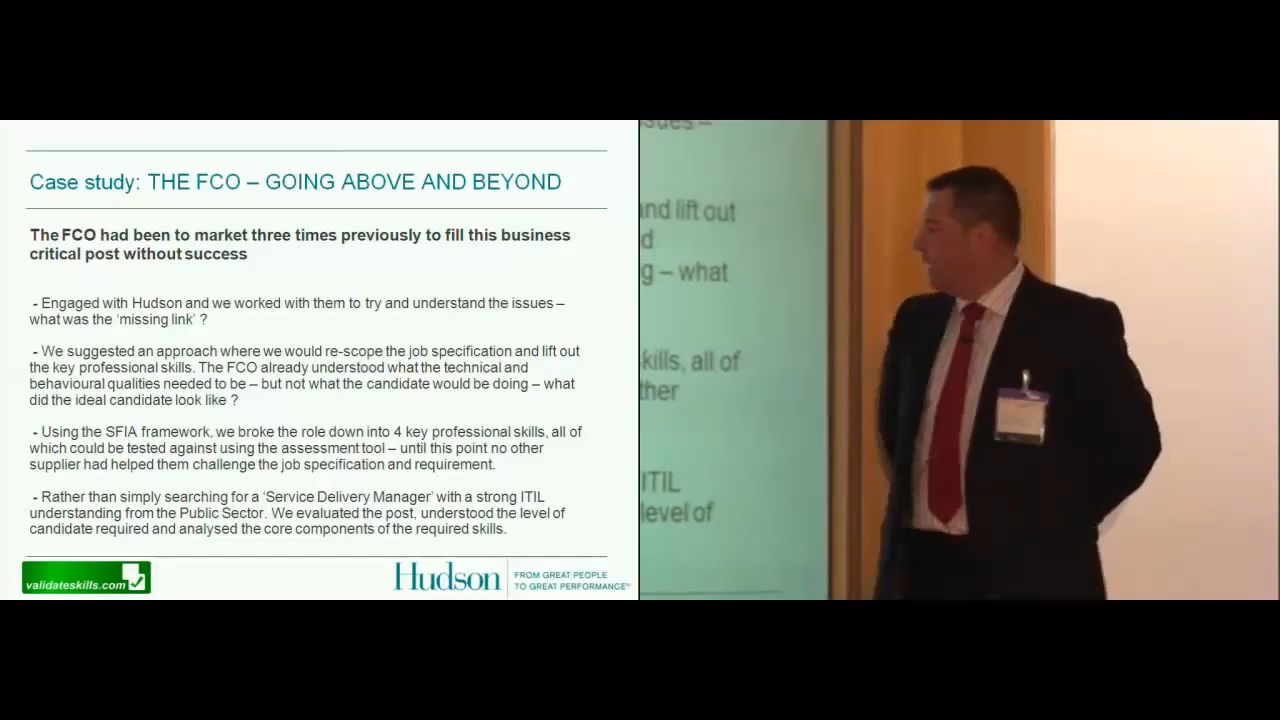 Case study: THE FCO – GOING ABOVE AND BEYOND
The FCO had been to market three times previously to fill this business
critical post without success
- Engaged with Hudson and we worked with them to try and understand the issues –
what was the ‘missing link’ ?
- We suggested an approach where we would re-scope the job specification and lift out
the key professional skills. The FCO already understood what the technical and
behavioural qualities needed to be – but not what the candidate would be doing – what
did the ideal candidate look like ?
- Using the SFIA framework, we broke the role down into 4 key professional skills, all of
which could be tested against using the assessment tool – until this point no other
supplier had helped them challenge the job specification and requirement.
- Rather than simply searching for a ‘Service Delivery Manager’ with a strong ITIL
understanding from the Public Sector. We evaluated the post, understood the level of
candidate required and analysed the core components of the required skills.
validateskills.com
Hudson
FROM GREAT PEOPLE
TO GREAT PERFORMANCE
and lift out
g – what
skills, all of
ITIL
level of